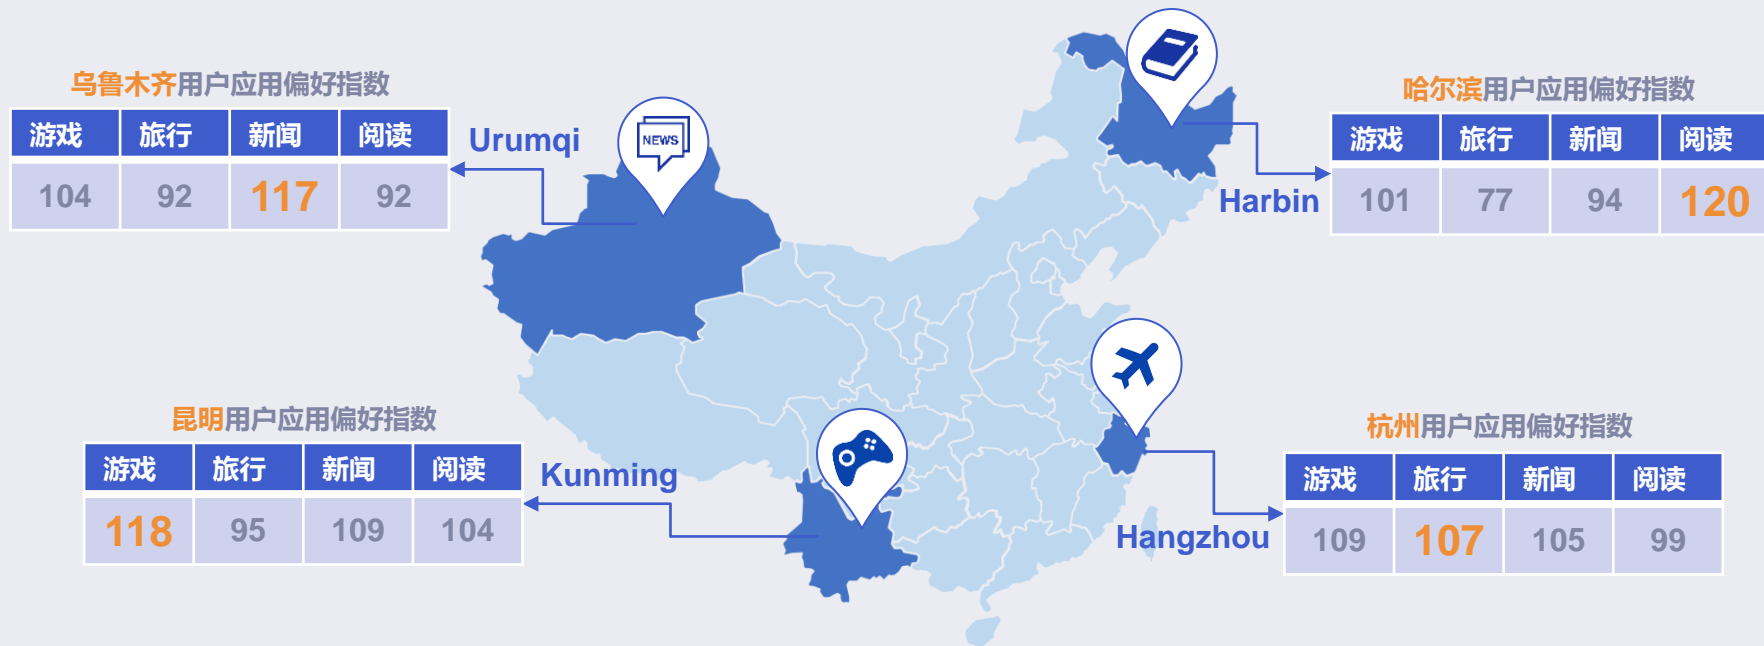 乌鲁木齐用户应用偏好指数
游戏 旅行 新闻 阅读
104 92 117 92
Urumqi
NEWS
哈尔滨用户应用偏好指数
游戏 旅行 新闻 阅读
101 77 94 120
Harbin
昆明用户应用偏好指数
游戏 旅行 新闻 阅读
118 95 109 104
Kunming
杭州用户应用偏好指数
游戏 旅行 新闻 阅读
109 107 105 99
Hangzhou